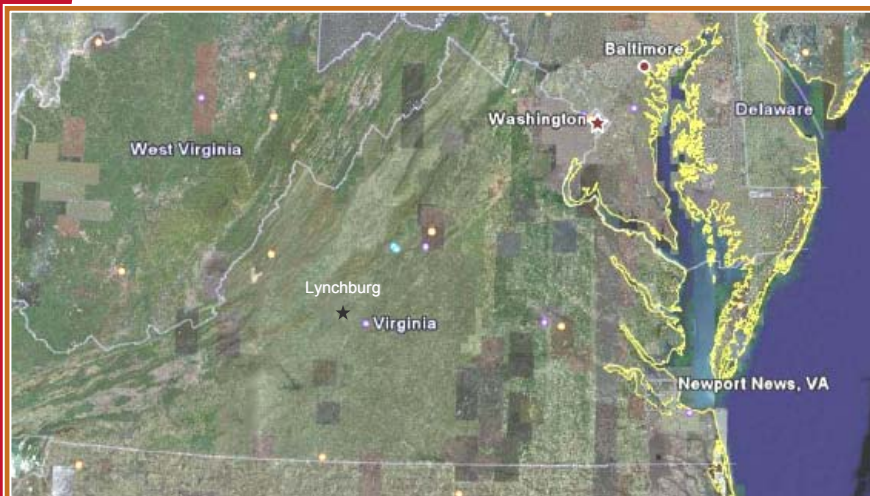 Baltimore
Washington
Delaware
West Virginia
Lynchburg
Virginia
Newport News, VA